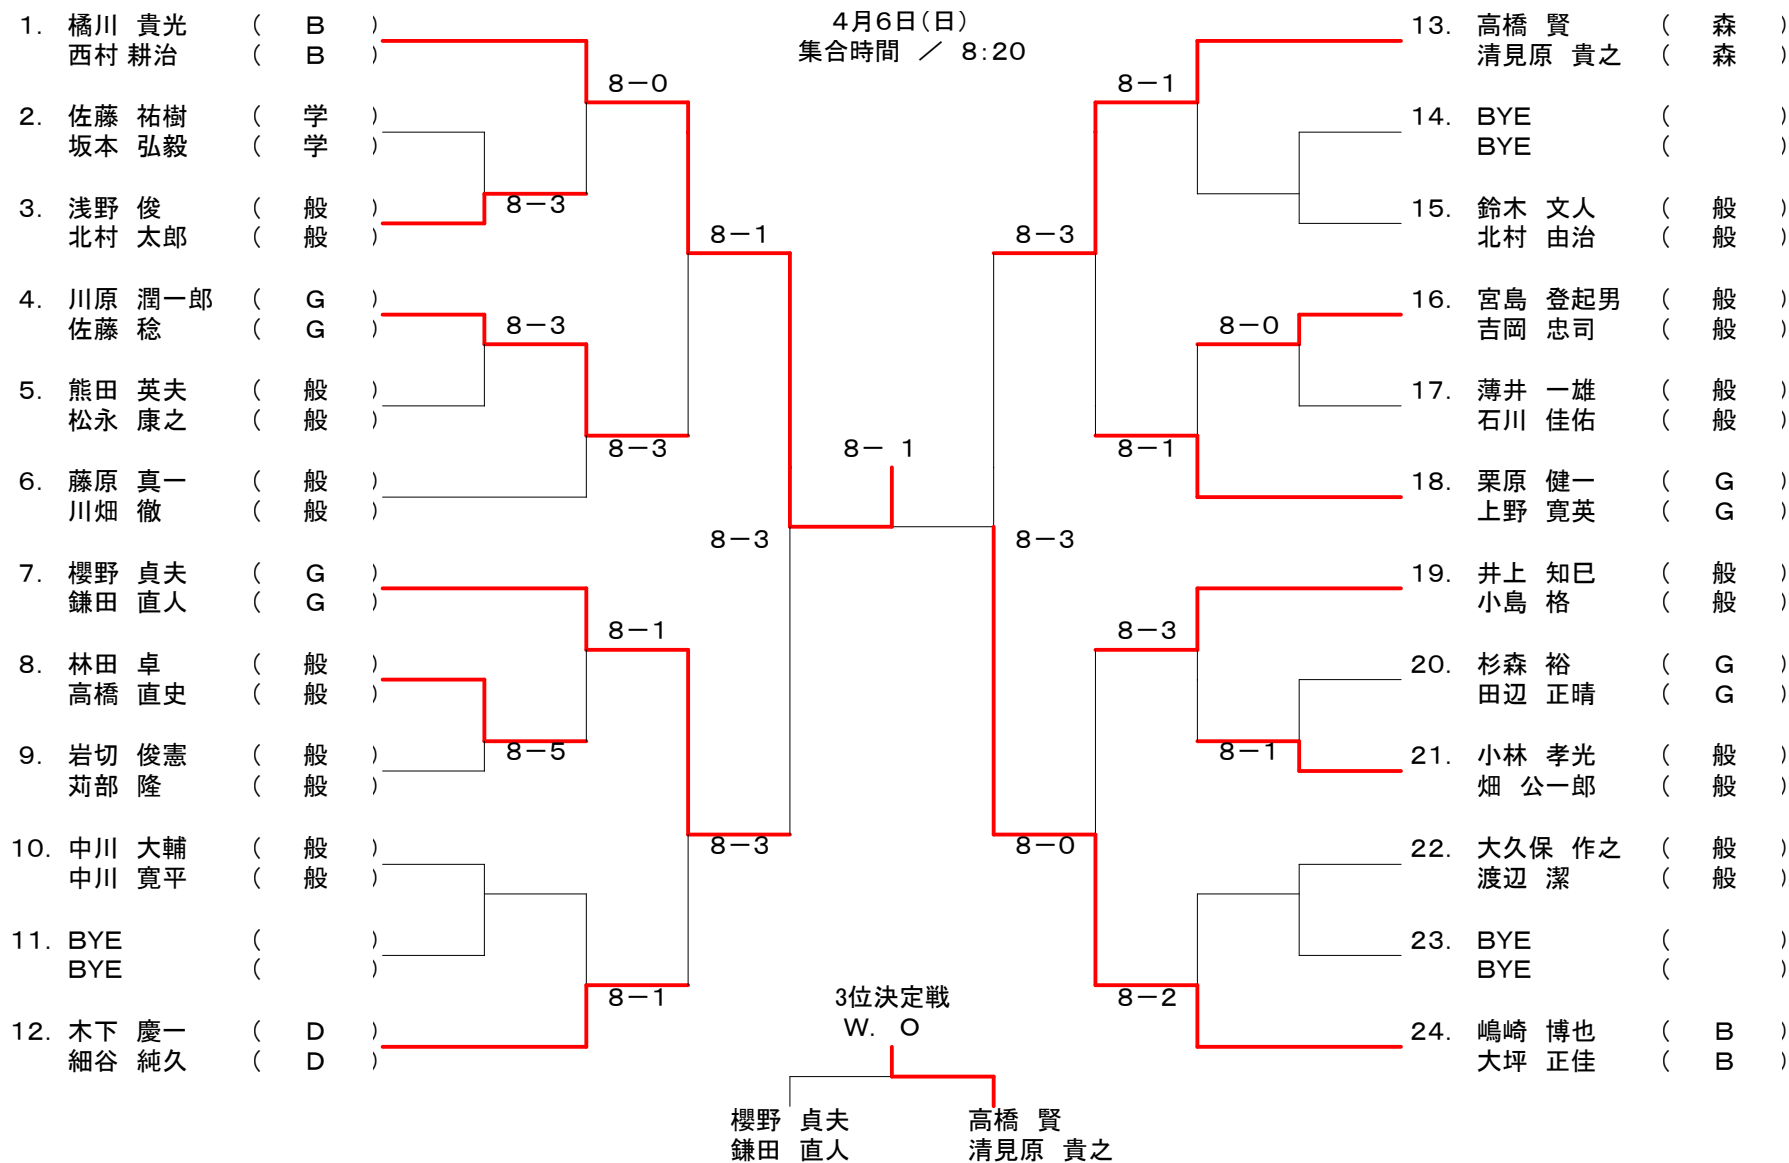 4月6日(日)
集合時間 ／ 8:20
1. 橘川 貴光 ( B )
西村 耕治 ( B )
8－0
2. 佐藤 祐樹 ( 学 )
坂本 弘毅 ( 学 )
8－3
3. 浅野 俊 ( 般 )
北村 太郎 ( 般 )
8－1
4. 川原 潤一郎 ( G )
佐藤 稔 ( G )
8－3
5. 熊田 英夫 ( 般 )
松永 康之 ( 般 )
8－3
6. 藤原 真一 ( 般 )
川畑 徹 ( 般 )
8－3
7. 櫻野 貞夫 ( G )
鎌田 直人 ( G )
8－1
8. 林田 卓 ( 般 )
高橋 直史 ( 般 )
8－5
9. 岩切 俊憲 ( 般 )
苅部 隆 ( 般 )
8－3
10. 中川 大輔 ( 般 )
中川 寛平 ( 般 )
11. BYE ( )
BYE ( )
8－1
12. 木下 慶一 ( D )
細谷 純久 ( D )
8－ 1
13. 高橋 賢 ( 森 )
清見原 貴之 ( 森 )
8－1
14. BYE ( )
BYE ( )
15. 鈴木 文人 ( 般 )
北村 由治 ( 般 )
8－3
16. 宮島 登起男 ( 般 )
吉岡 忠司 ( 般 )
8－0
17. 薄井 一雄 ( 般 )
石川 佳佑 ( 般 )
8－1
18. 栗原 健一 ( G )
上野 寛英 ( G )
8－3
19. 井上 知巳 ( 般 )
小島 格 ( 般 )
8－3
20. 杉森 裕 ( G )
田辺 正晴 ( G )
8－1
21. 小林 孝光 ( 般 )
畑 公一郎 ( 般 )
8－0
22. 大久保 作之 ( 般 )
渡辺 潔 ( 般 )
23. BYE ( )
BYE ( )
8－2
24. 嶋崎 博也 ( B )
大坪 正佳 ( B )
3位決定戦
W. O
櫻野 貞夫
鎌田 直人
高橋 賢
清見原 貴之